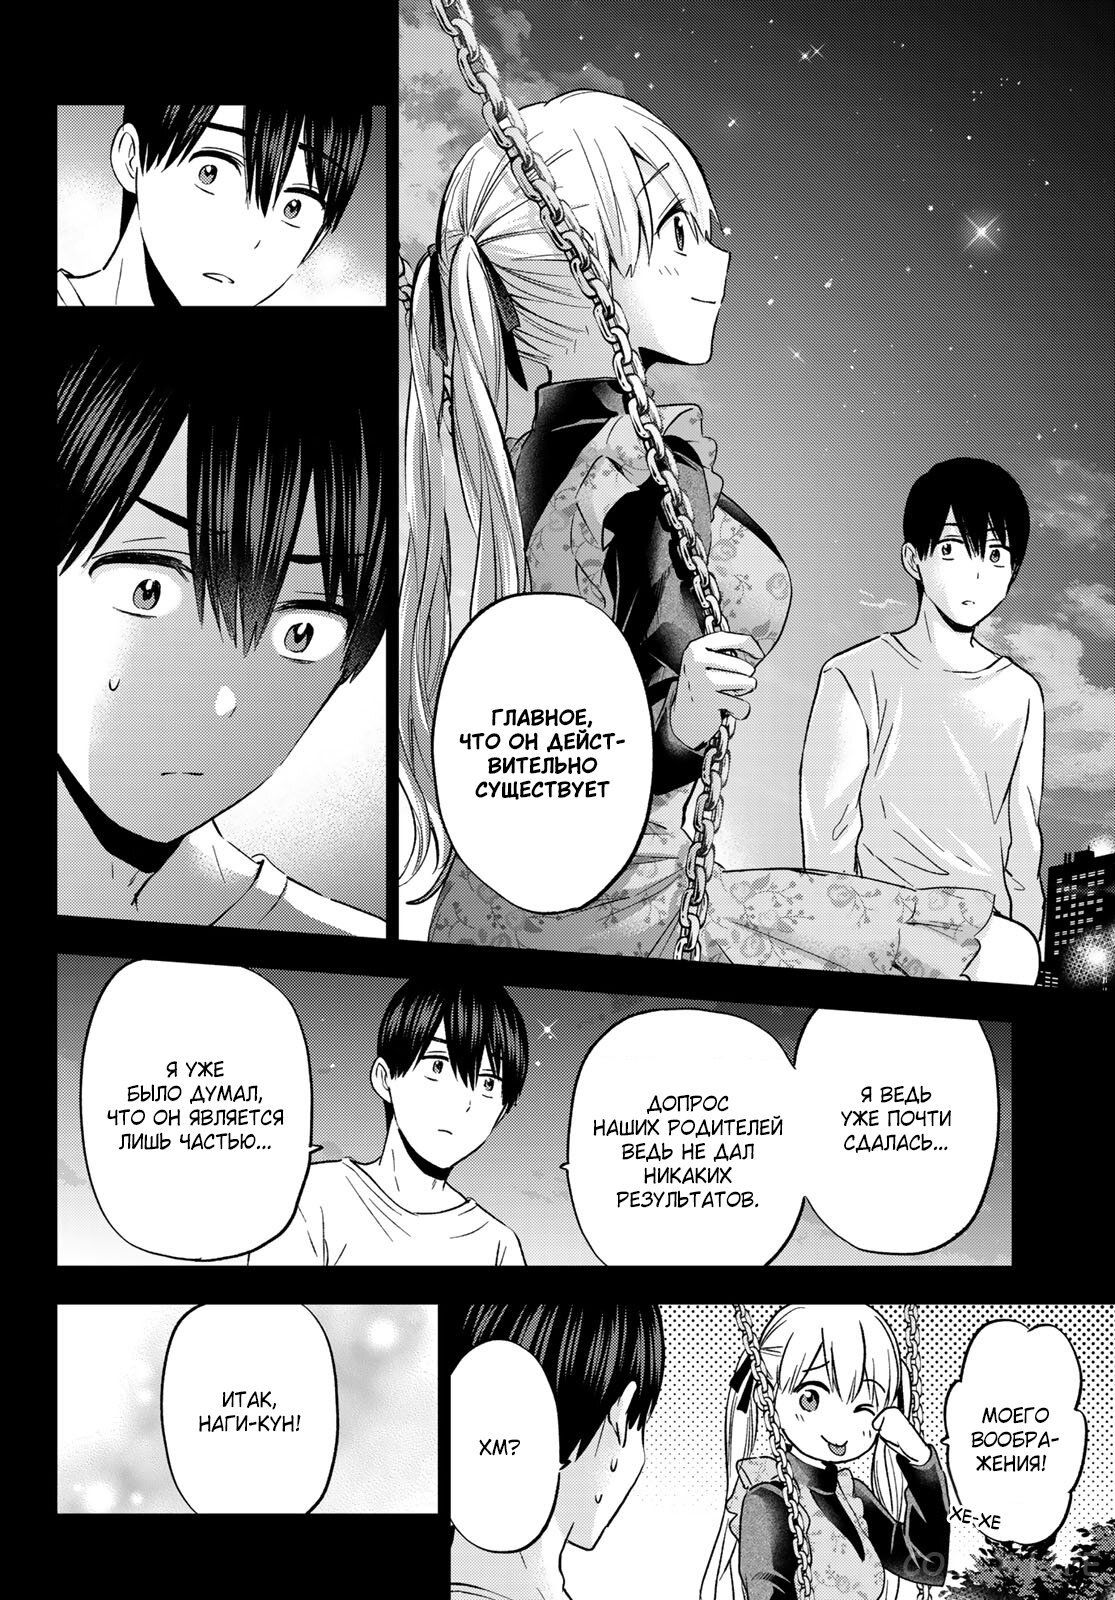 ГЛАВНОЕ,
ЧТО ОН ДЕЙСТ-
ВИТЕЛЬНО
СУЩЕСТВУЕТ
Я ВЕДЬ
УЖЕ ПОЧТИ
СДАЛАСЬ...
ДОПРОС
НАШИХ РОДИТЕЛЕЙ
ВЕДЬ НЕ ДАЛ
НИКАКИХ
РЕЗУЛЬТАТОВ.
Я УЖЕ
БЫЛО ДУМАЛ,
ЧТО ОН ЯВЛЯЕТСЯ
ЛИШЬ ЧАСТЬЮ...
МОЕГО
ВООБРА-
ЖЕНИЯ!
ХЕ-ХЕ
ХМ?
ИТАК,
НАГИ-КУН!